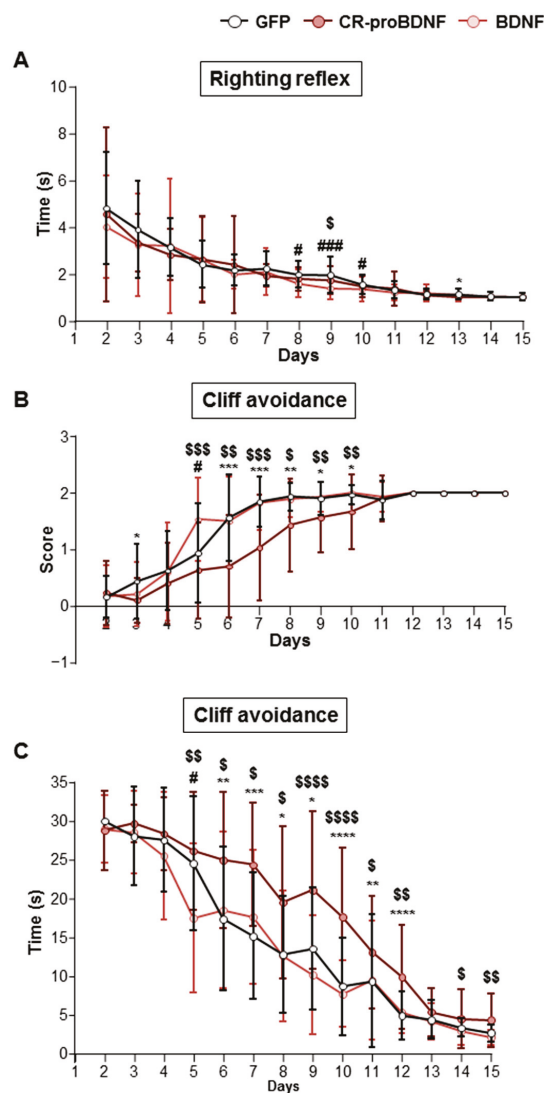 GFP CR-proBDNF BDNF
A
Righting reflex
10
8
6
4
2
0
Time (s)
$
# ### # *
1 2 3 4 5 6 7 8 9 10 11 12 13 14 15
Days
B
Cliff avoidance
3
2
1
0
−1
Score
$$$ $$ $$$ $ $$ $$
* # *** *** ** * *
2 3 4 5 6 7 8 9 10 11 12 13 14 15
Days
Cliff avoidance
C
35
30
25
20
15
10
5
0
Time (s)
$$ $ $ $ $$$$ $$$$ $ $$ $ $$
# ** *** * * **** ** ****
1 2 3 4 5 6 7 8 9 10 11 12 13 14 15
Days